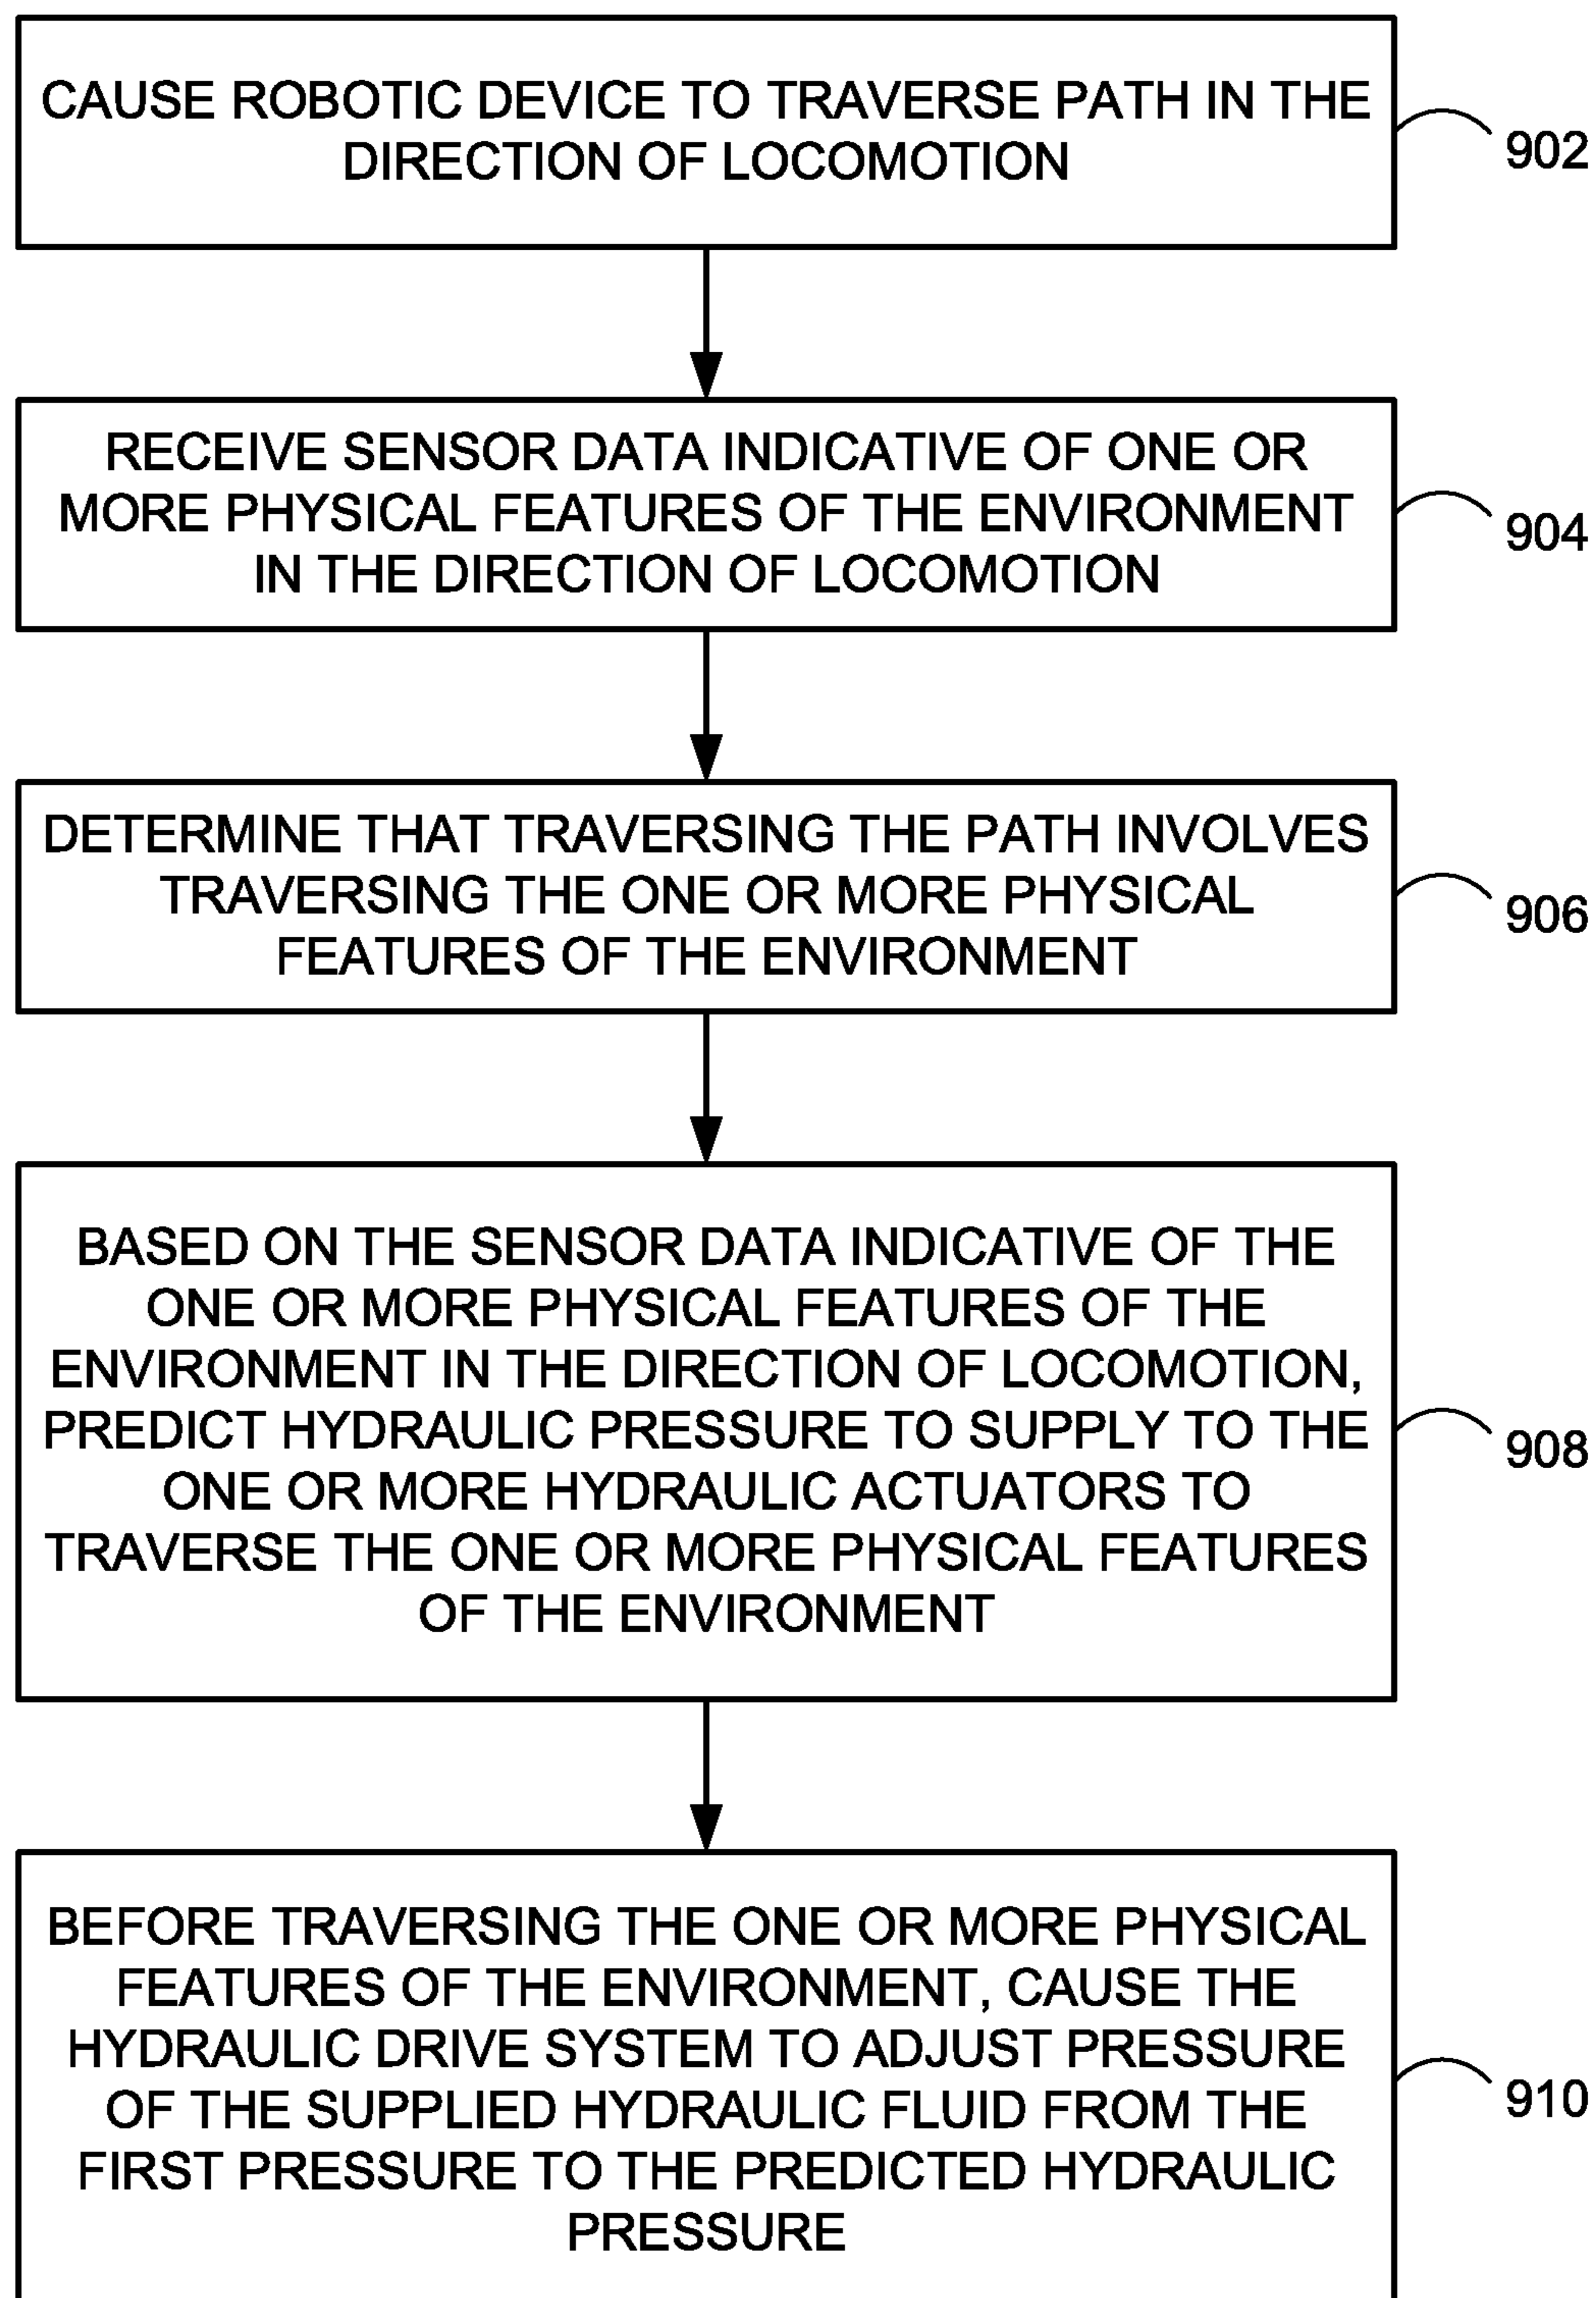 CAUSE ROBOTIC DEVICE TO TRAVERSE PATH IN THE
DIRECTION OF LOCOMOTION
902
RECEIVE SENSOR DATA INDICATIVE OF ONE OR
MORE PHYSICAL FEATURES OF THE ENVIRONMENT
IN THE DIRECTION OF LOCOMOTION
904
DETERMINE THAT TRAVERSING THE PATH INVOLVES
TRAVERSING THE ONE OR MORE PHYSICAL
FEATURES OF THE ENVIRONMENT
906
BASED ON THE SENSOR DATA INDICATIVE OF THE
ONE OR MORE PHYSICAL FEATURES OF THE
ENVIRONMENT IN THE DIRECTION OF LOCOMOTION,
PREDICT HYDRAULIC PRESSURE TO SUPPLY TO THE
ONE OR MORE HYDRAULIC ACTUATORS TO
TRAVERSE THE ONE OR MORE PHYSICAL FEATURES
OF THE ENVIRONMENT
908
BEFORE TRAVERSING THE ONE OR MORE PHYSICAL
FEATURES OF THE ENVIRONMENT, CAUSE THE
HYDRAULIC DRIVE SYSTEM TO ADJUST PRESSURE
OF THE SUPPLIED HYDRAULIC FLUID FROM THE
FIRST PRESSURE TO THE PREDICTED HYDRAULIC
PRESSURE
910